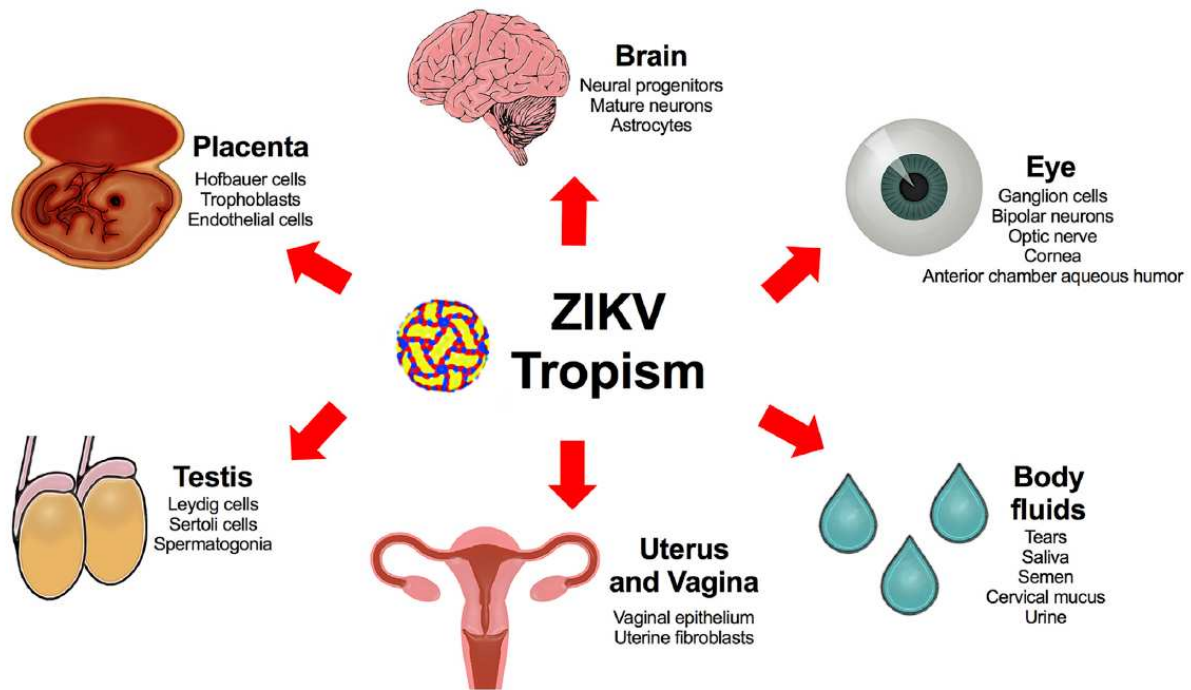 Brain
Neural progenitors
Mature neurons
Astrocytes
Placenta
Hofbauer cells
Trophoblasts
Endothelial cells
Eye
Ganglion cells
Bipolar neurons
Optic nerve
Cornea
Anterior chamber aqueous humor
ZIKV
Tropism
Testis
Leydig cells
Sertoli cells
Spermatogonia
Uterus
and Vagina
Vaginal epithelium
Uterine fibroblasts
Body
fluids
Tears
Saliva
Semen
Cervical mucus
Urine